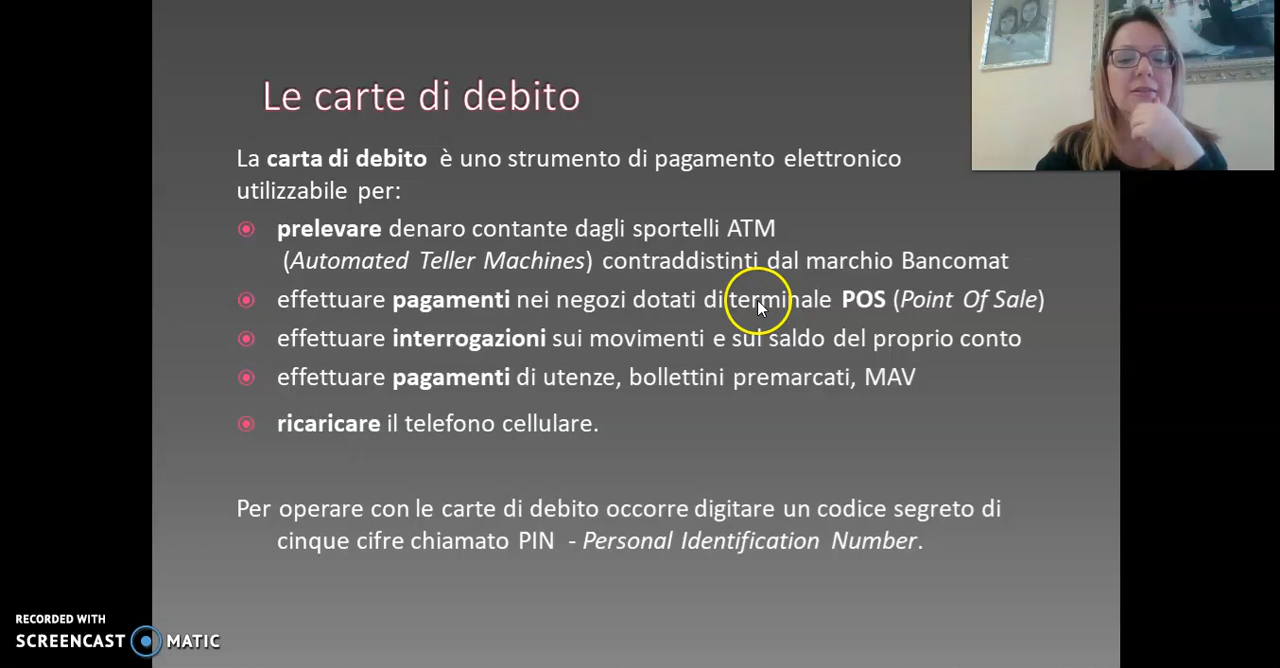 Le carte di debito
La carta di debito è uno strumento di pagamento elettronico
utilizzabile per:
prelevare denaro contante dagli sportelli ATM
(Automated Teller Machines) contraddistinti dal marchio Bancomat
effettuare pagamenti nei negozi dotati di terminale POS (Point Of Sale)
effettuare interrogazioni sui movimenti e sul saldo del proprio conto
effettuare pagamenti di utenze, bollettini premarcati, MAV
ricaricare il telefono cellulare.
Per operare con le carte di debito occorre digitare un codice segreto di
cinque cifre chiamato PIN - Personal Identification Number.
RECORDED WITH
SCREENCAST MATIC